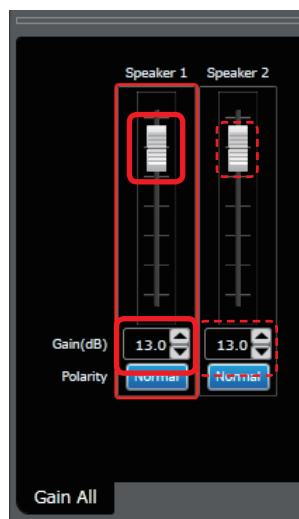 Speaker 1 Speaker 2
Gain(dB) 13.0 13.0
Polarity Normal Normal
Gain All